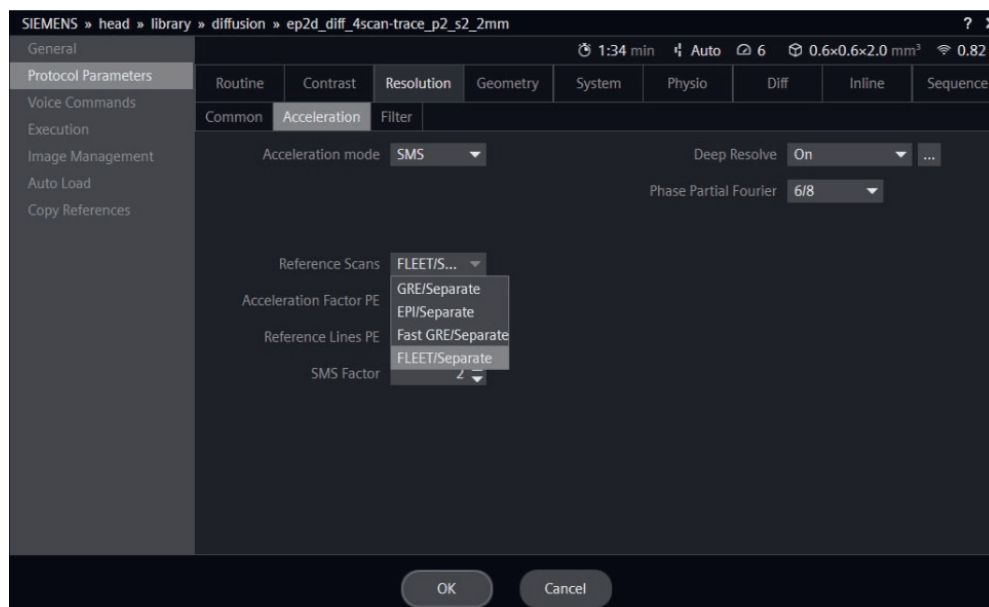 SIEMENS » head » library » diffusion » ep2d_diff_4scan-trace_p2_s2_2mm ?
General
1:34 min Auto 6 0.6×0.6×2.0 mm³ 0.82
Protocol Parameters
Routine Contrast Resolution Geometry System Physio Diff Inline Sequence
Voice Commands
Common Acceleration Filter
Execution
Image Management
Acceleration mode SMS Deep Resolve On ...
Auto Load
Phase Partial Fourier 6/8
Copy References
Reference Scans FLEET/S...
GRE/Separate
Acceleration Factor PE
EPI/Separate
Reference Lines PE Fast GRE/Separate
FLEET/Separate
SMS Factor 2
OK Cancel